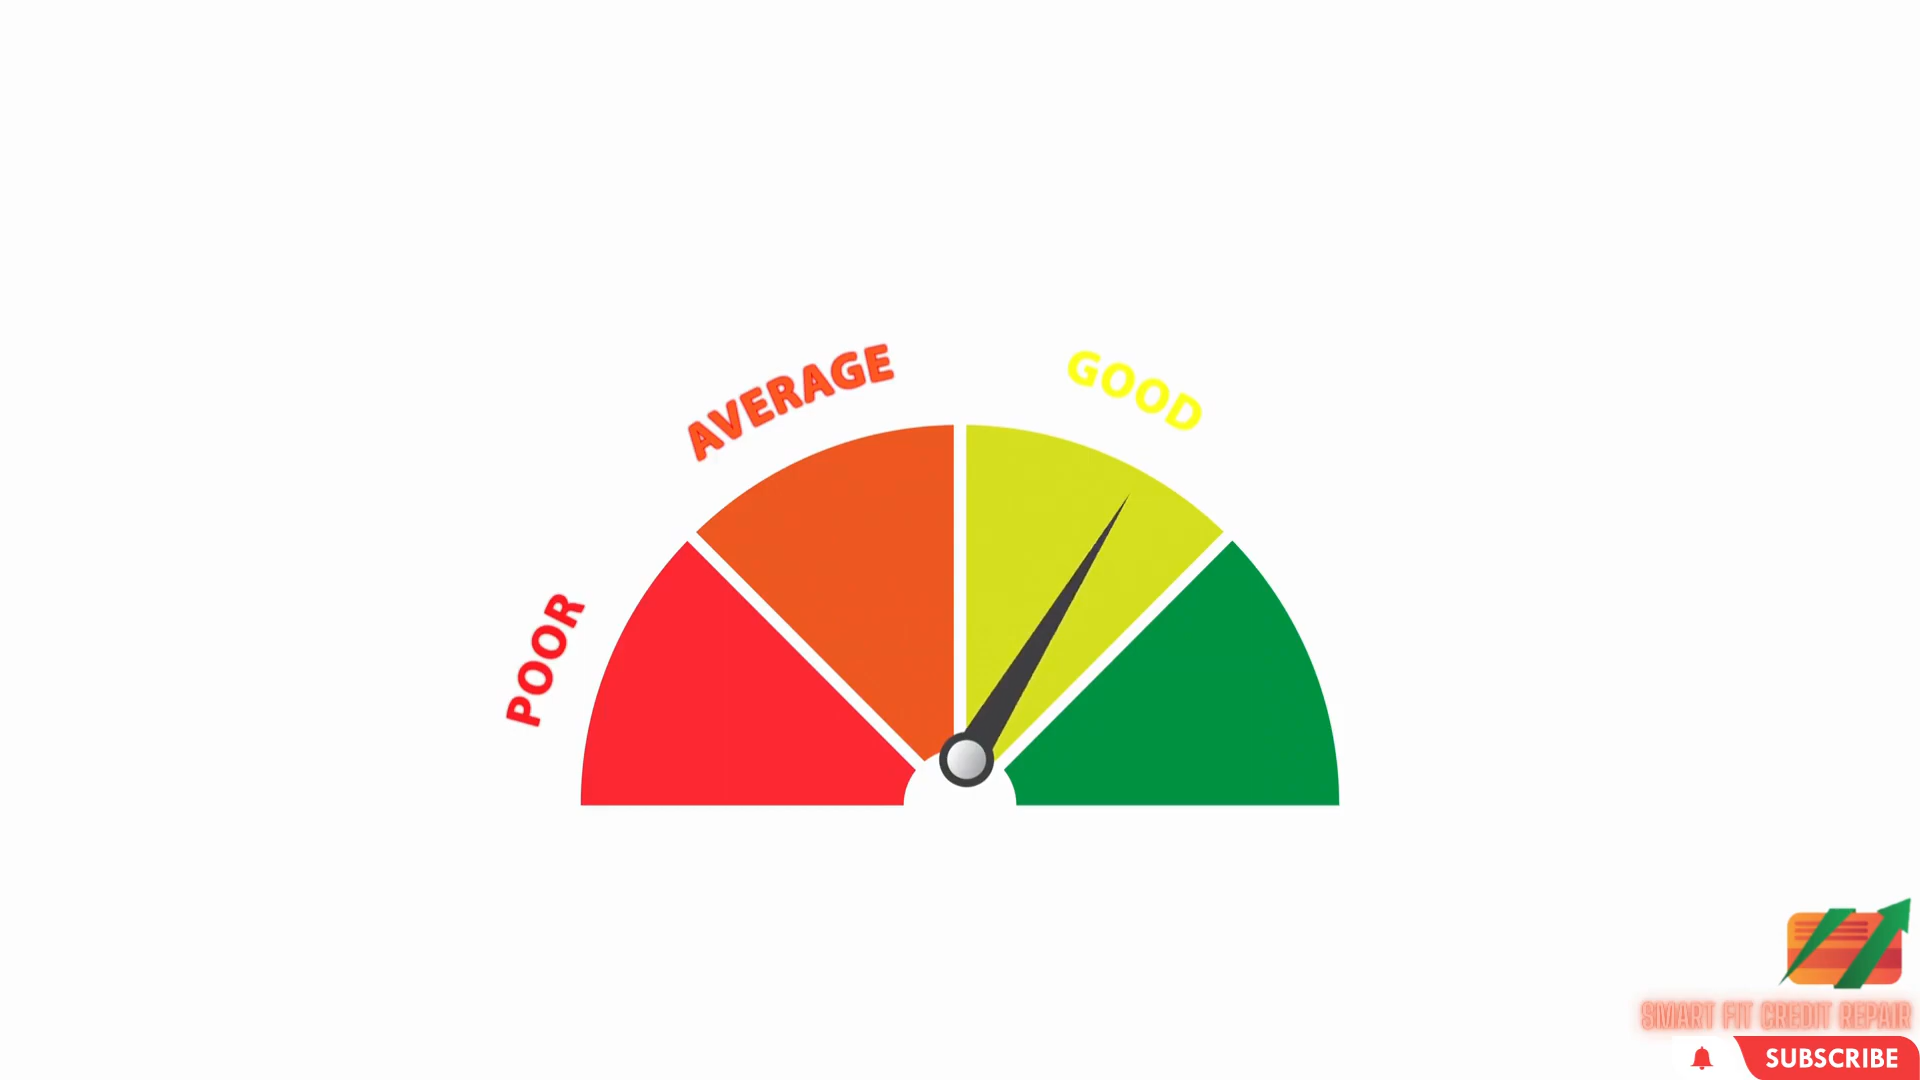 POOR
AVERAGE
GOOD
SMART FIT CREDIT REPAIR
SUBSCRIBE